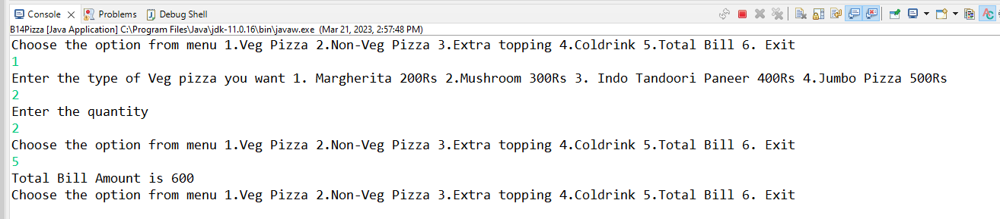 Console Problems Debug Shell
B14Pizza [Java Application] C:\Program Files\Java\jdk-11.0.16\bin\javaw.exe (Mar 21, 2023, 2:57:48 PM)
Choose the option from menu 1.Veg Pizza 2.Non-Veg Pizza 3.Extra topping 4.Coldrink 5.Total Bill 6. Exit
1
Enter the type of Veg pizza you want 1. Margherita 200Rs 2.Mushroom 300Rs 3. Indo Tandoori Paneer 400Rs 4.Jumbo Pizza 500Rs
2
Enter the quantity
2
Choose the option from menu 1.Veg Pizza 2.Non-Veg Pizza 3.Extra topping 4.Coldrink 5.Total Bill 6. Exit
5
Total Bill Amount is 600
Choose the option from menu 1.Veg Pizza 2.Non-Veg Pizza 3.Extra topping 4.Coldrink 5.Total Bill 6. Exit